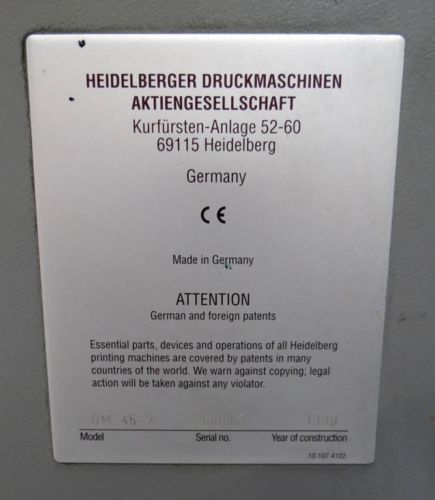 HEIDELBERGER DRUCKMASCHINEN
AKTIENGESELLSCHAFT
Kurfürsten-Anlage 52-60
69115 Heidelberg
Germany
CE
Made in Germany
ATTENTION
German and foreign patents
Essential parts, devices and operations of all Heidelberg
printing machines are covered by patents in many
countries of the world. We warn against copying; legal
action will be taken against any violator.
46-2 1999
Model Serial no. Year of construction
10.107.4102